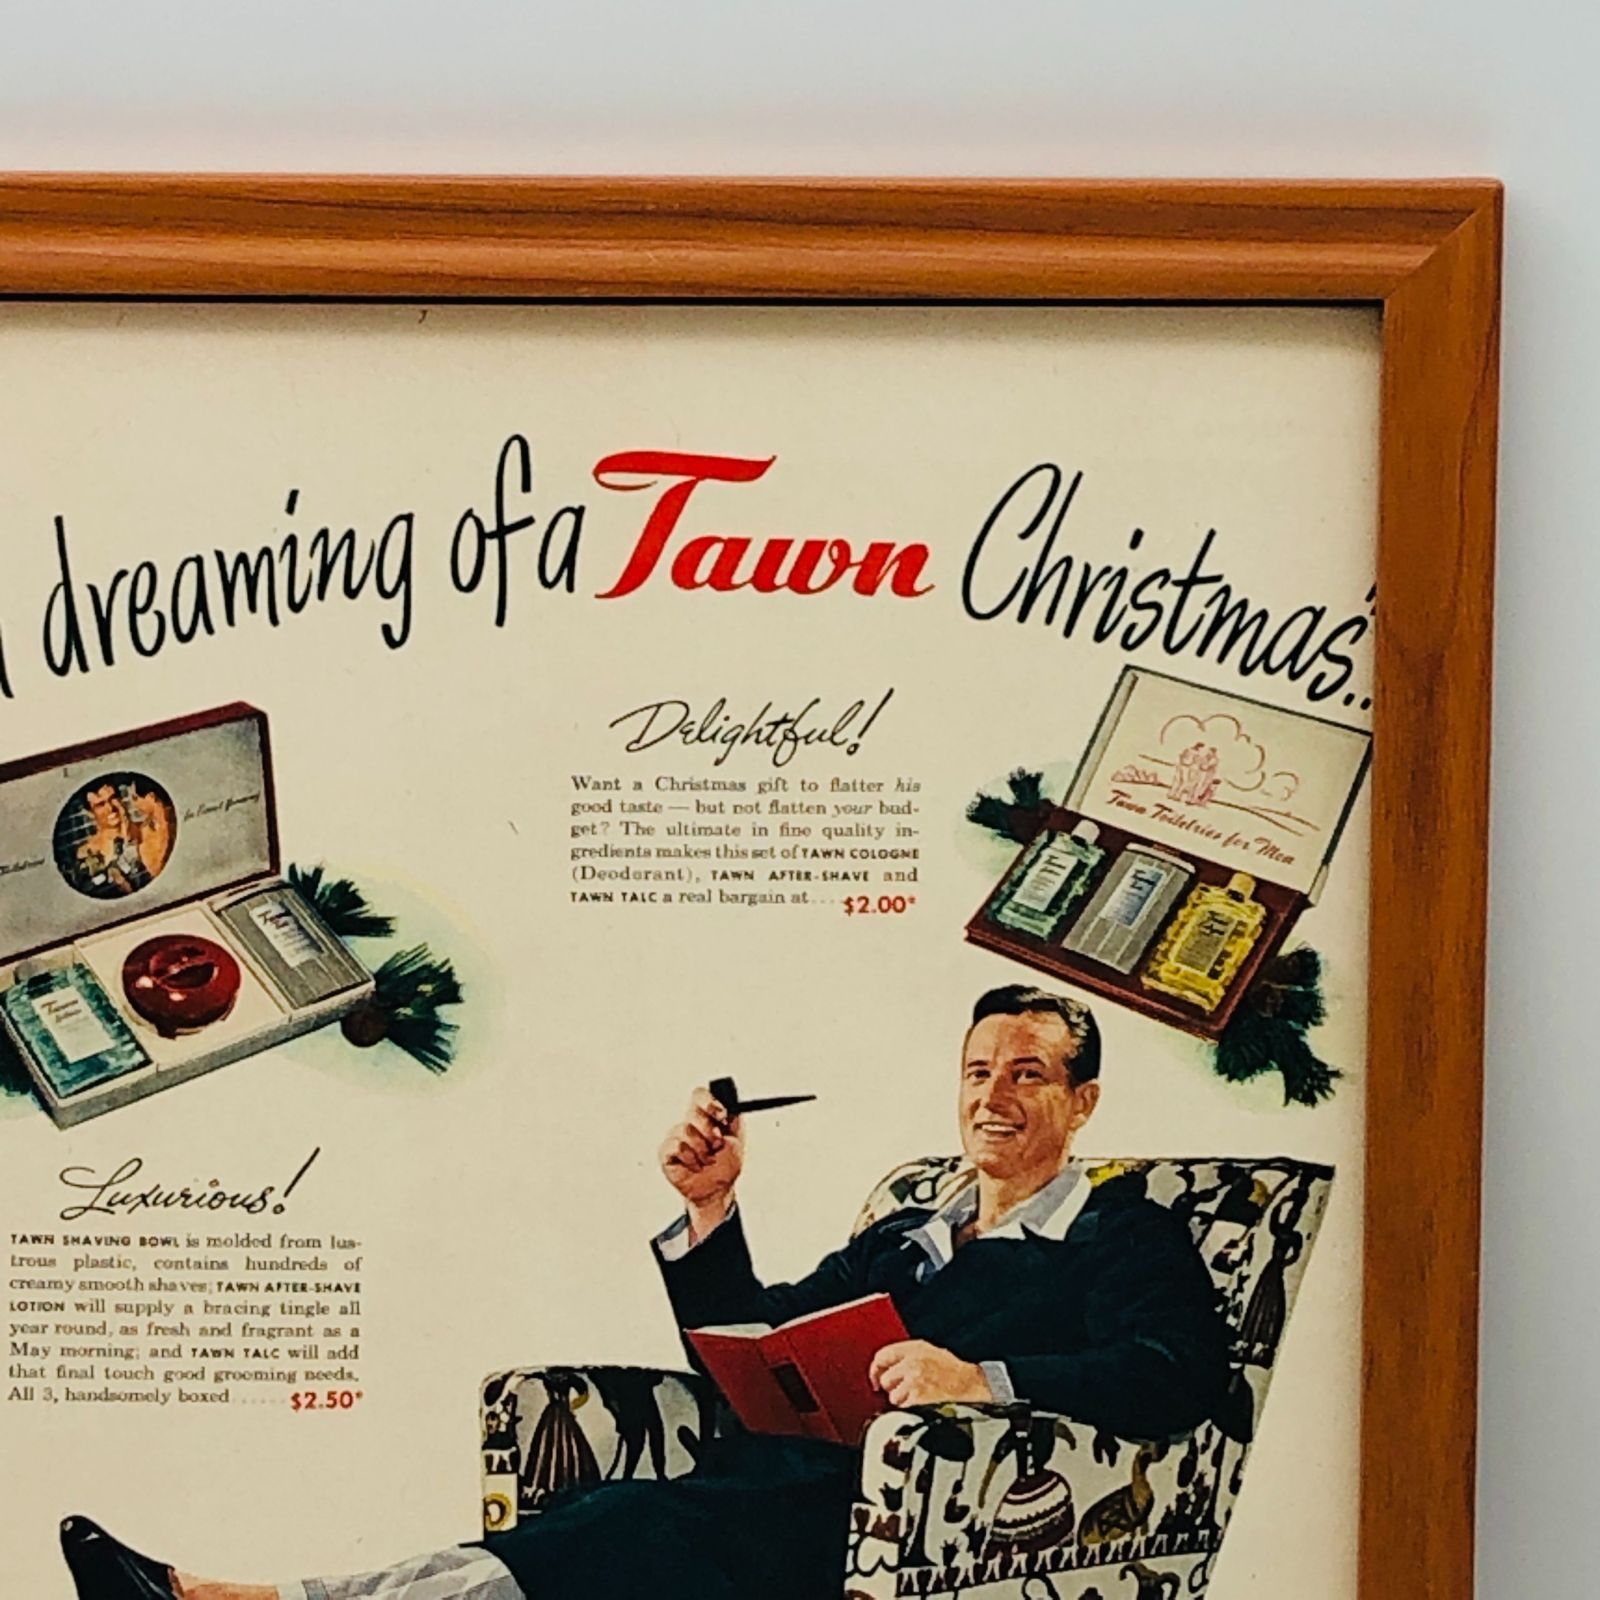 dreaming of a Tawn Christmas"...
Delightful!
Want a Christmas gift to flatter his
good taste — but not flatten your bud-
get? The ultimate in fine quality in-
gredients makes this set of TAWN COLOGNE
(Deodorant), TAWN AFTER-SHAVE and
TAWN TALC a real bargain at.... $2.00*
Tawn Toiletries for Men
Luxurious!
TAWN SHAVING BOWL is molded from lus-
trous plastic, contains hundreds of
creamy smooth shaves; TAWN AFTER-SHAVE
LOTION will supply a bracing tingle all
year round, as fresh and fragrant as a
May morning; and TAWN TALC will add
that final touch good grooming needs.
All 3, handsomely boxed...... $2.50*